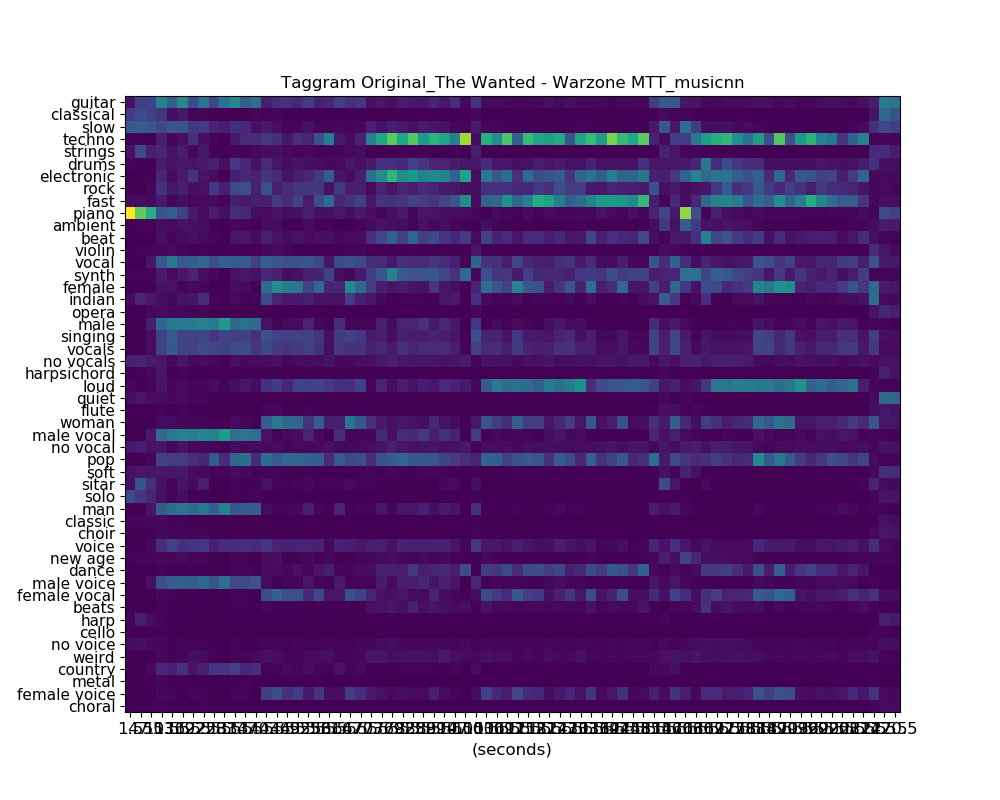 Taggram Original_The Wanted - Warzone MTT_musicnn
guitar
classical
slow
techno
strings
drums
electronic
rock
fast
piano
ambient
beat
violin
vocal
synth
female
indian
opera
male
singing
vocals
no vocals
harpsichord
loud
quiet
flute
woman
male vocal
no vocal
pop
soft
sitar
solo
man
classic
choir
voice
new age
dance
male voice
female vocal
beats
harp
cello
no voice
weird
country
metal
female voice
choral
(seconds)